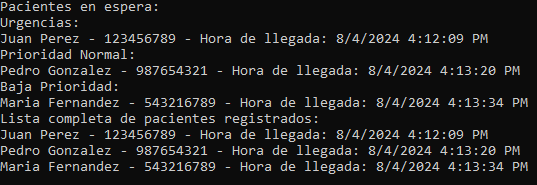 Pacientes en espera:
Urgencias:
Juan Perez - 123456789 - Hora de llegada: 8/4/2024 4:12:09 PM
Prioridad Normal:
Pedro Gonzalez - 987654321 - Hora de llegada: 8/4/2024 4:13:20 PM
Baja Prioridad:
Maria Fernandez - 543216789 - Hora de llegada: 8/4/2024 4:13:34 PM
Lista completa de pacientes registrados:
Juan Perez - 123456789 - Hora de llegada: 8/4/2024 4:12:09 PM
Pedro Gonzalez - 987654321 - Hora de llegada: 8/4/2024 4:13:20 PM
Maria Fernandez - 543216789 - Hora de llegada: 8/4/2024 4:13:34 PM